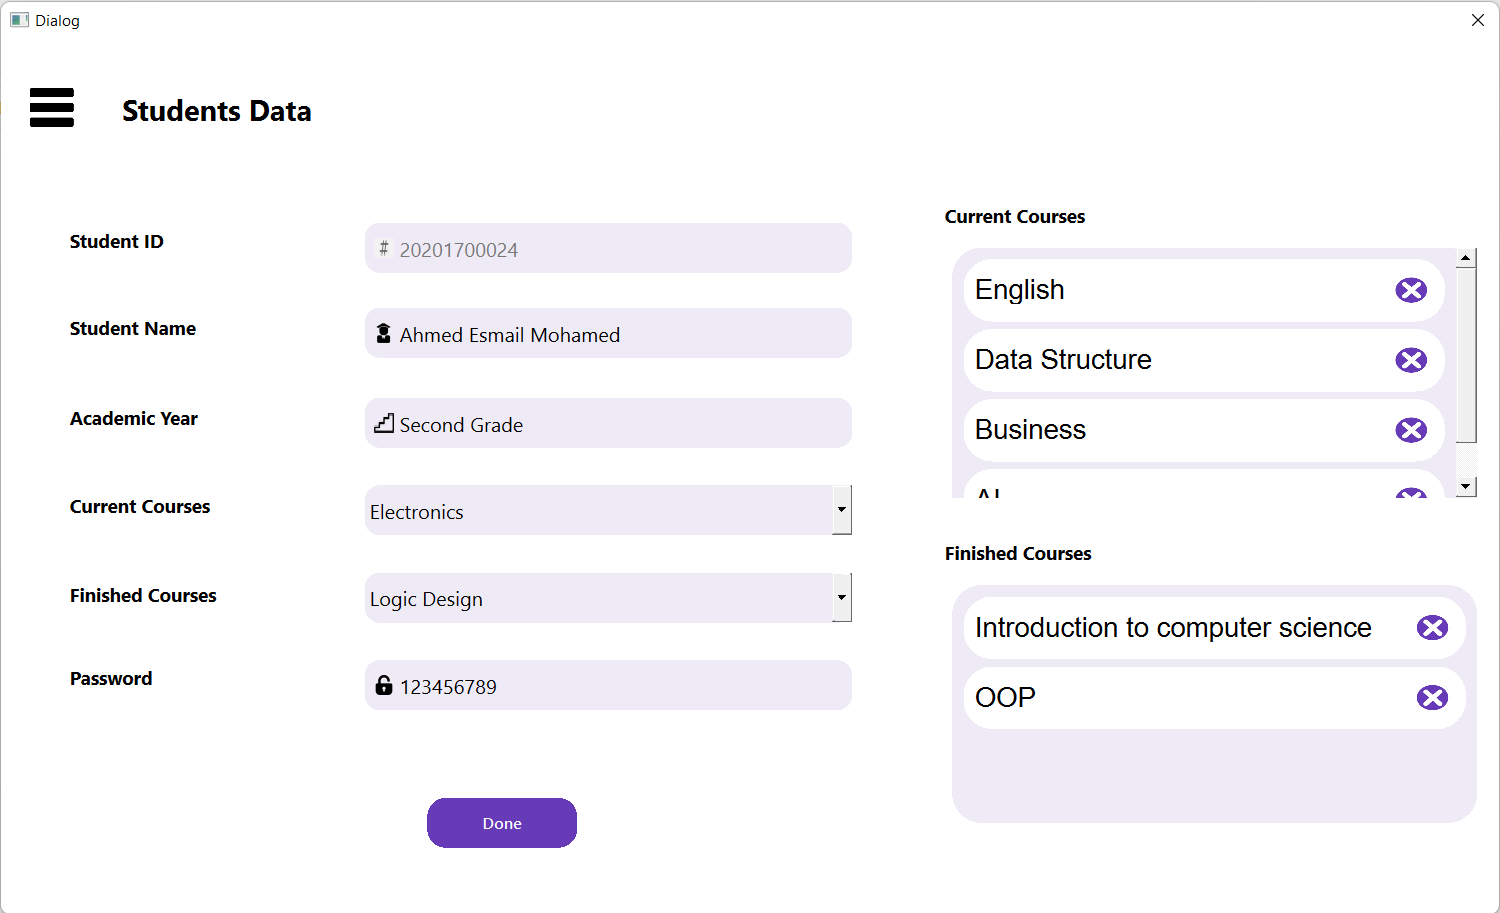 Dialog
Students Data
Student ID
# 20201700024
Student Name
Ahmed Esmail Mohamed
Academic Year
Second Grade
Current Courses
Electronics
Finished Courses
Logic Design
Password
123456789
Done
Current Courses
English
Data Structure
Business
AI
Finished Courses
Introduction to computer science
OOP